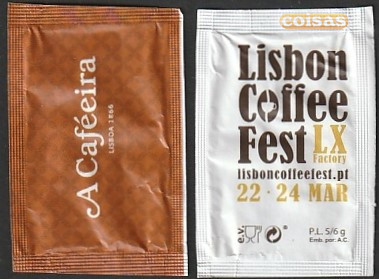 A Caféeira
LISBOA 1866
coisas
Lisbon
Coffee
Fest LX
Factory
lisboncoffeefest.pt
22 - 24 MAR
P.L. 5/6 g
Emb. por: A.C.